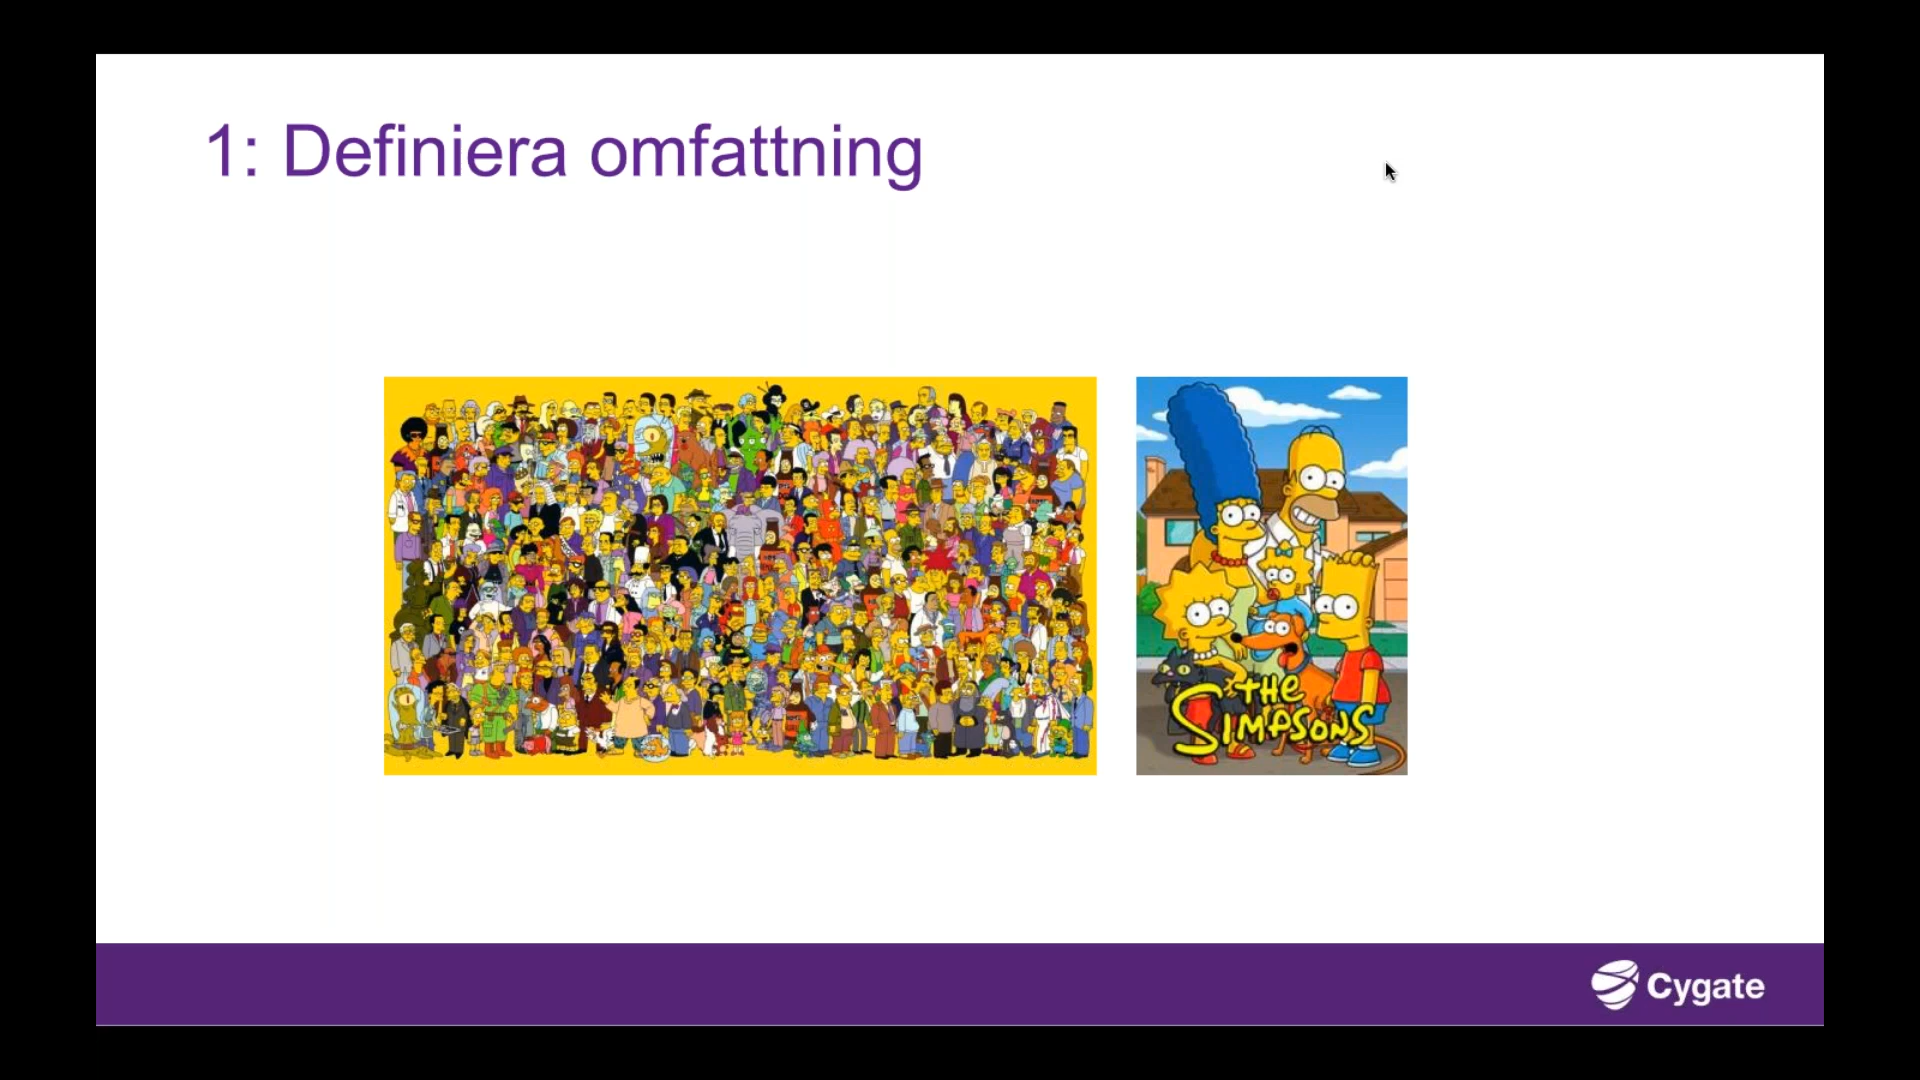 1: Definiera omfattning
THE
SIMPSONS
Cygate